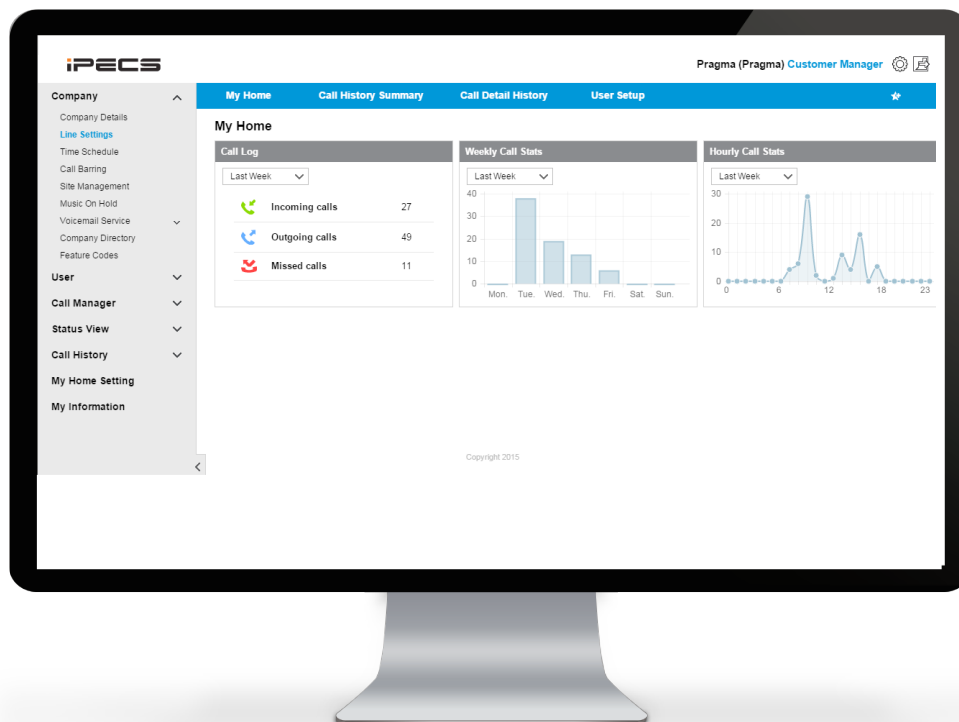 iPECS
Pragma (Pragma) Customer Manager
Company
Company Details
Line Settings
Time Schedule
Call Barring
Site Management
Music On Hold
Voicemail Service
Company Directory
Feature Codes
User
Call Manager
Status View
Call History
My Home Setting
My Information
My Home Call History Summary Call Detail History User Setup
My Home
Call Log
Last Week
Incoming calls 27
Outgoing calls 49
Missed calls 11
Weekly Call Stats
Last Week
40
30
20
10
0
Mon. Tue. Wed. Thu. Fri. Sat. Sun.
Hourly Call Stats
Last Week
30
20
10
0
0 6 12 18 23
Copyright 2015